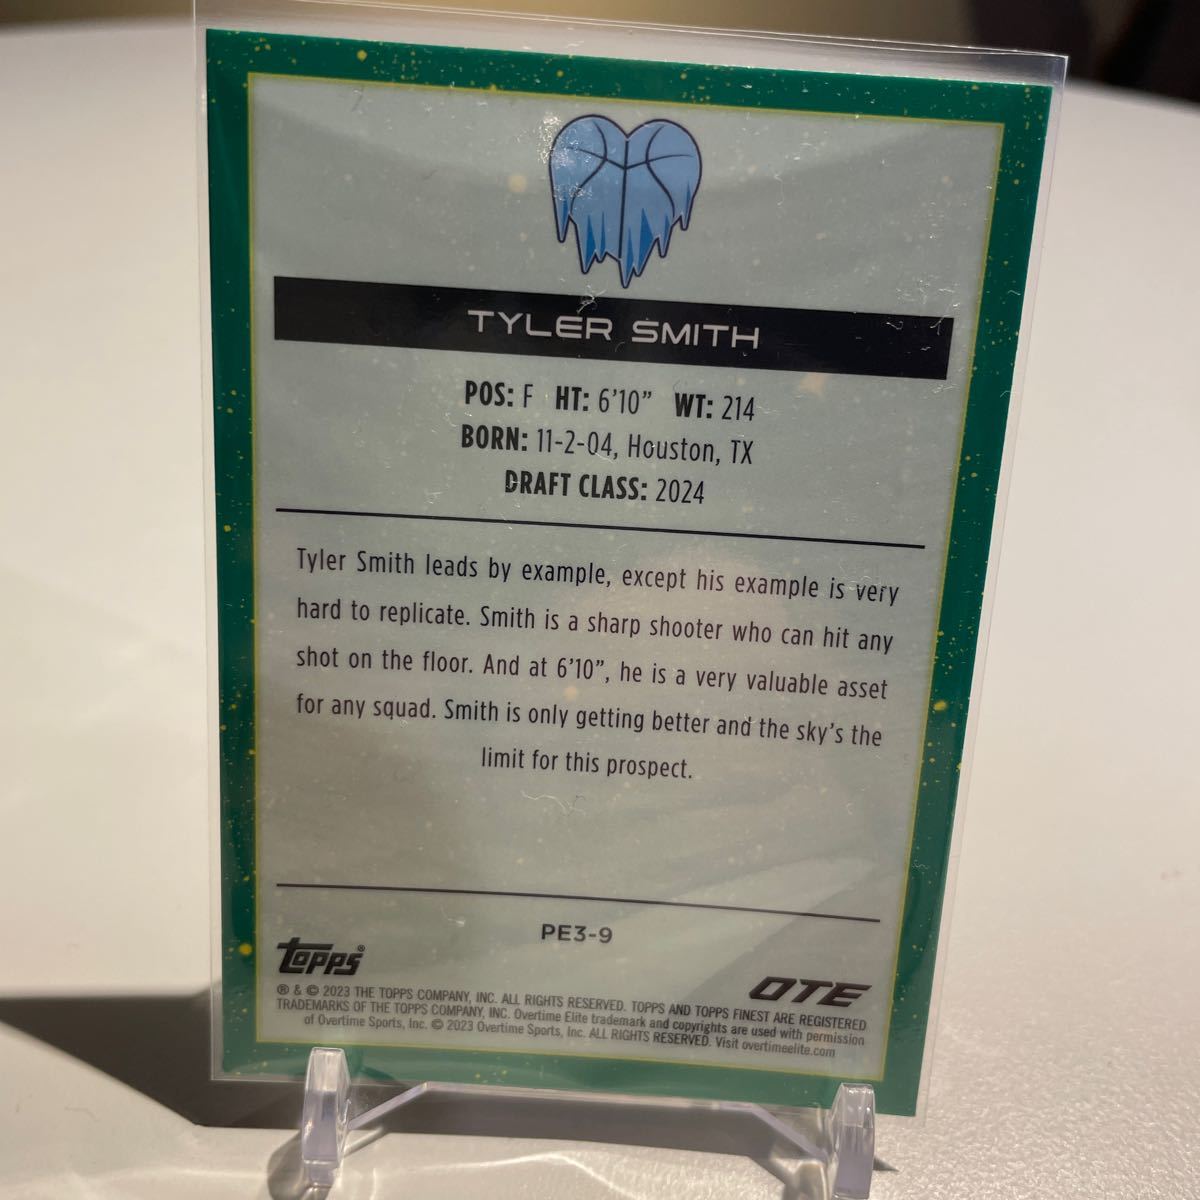 TYLER SMITH
POS: F HT: 6'10” WT: 214
BORN: 11-2-04, Houston, TX
DRAFT CLASS: 2024
Tyler Smith leads by example, except his example is very
hard to replicate. Smith is a sharp shooter who can hit any
shot on the floor. And at 6'10”, he is a very valuable asset
for any squad. Smith is only getting better and the sky's the
limit for this prospect.
PE3-9
topps®
OTE
® & © 2023 THE TOPPS COMPANY, INC. ALL RIGHTS RESERVED. TOPPS AND TOPPS FINEST ARE REGISTERED
TRADEMARKS OF THE TOPPS COMPANY, INC. Overtime Elite trademark and copyrights are used with permission
of Overtime Sports, Inc. © 2023 Overtime Sports, Inc. ALL RIGHTS RESERVED. Visit overtimeelite.com